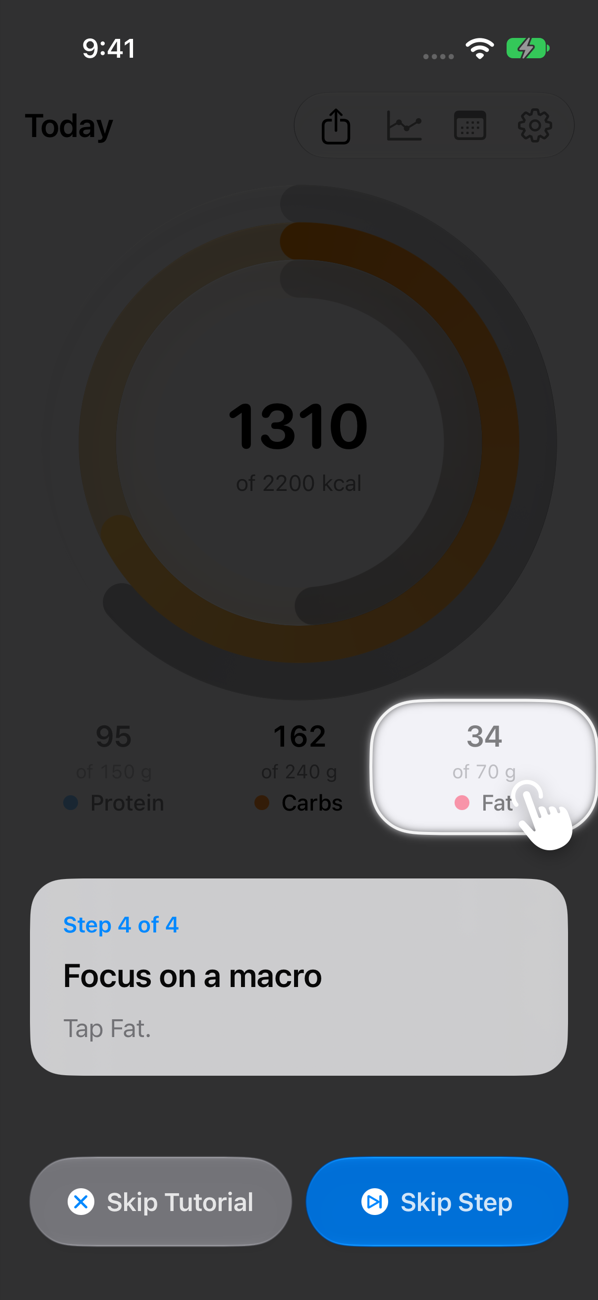 9:41
Today
1310
of 2200 kcal
95
of 150 g
Protein
162
of 240 g
Carbs
34
of 70 g
Fat
Step 4 of 4
Focus on a macro
Tap Fat.
Skip Tutorial
Skip Step